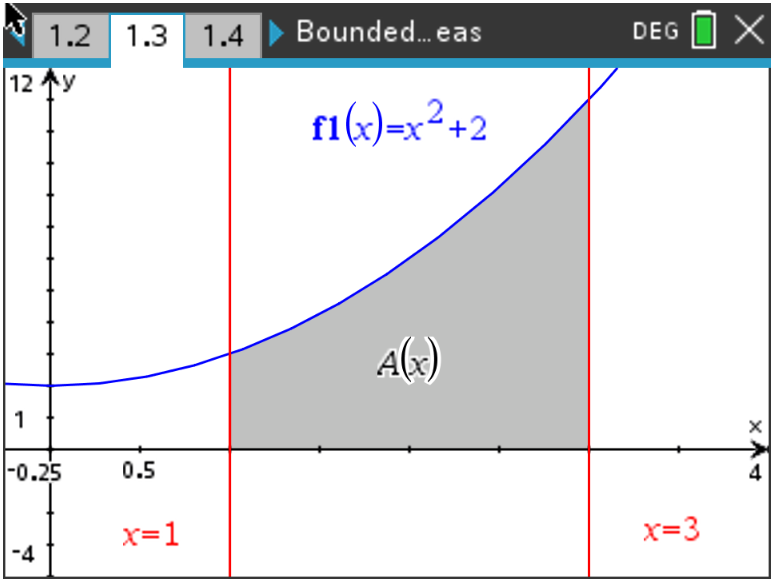 1.2 1.3 1.4 Bounded...eas DEG
12 y
f1(x)=x²+2
A(x)
1
x
-0.25 0.5 4
x=1 x=3
-4